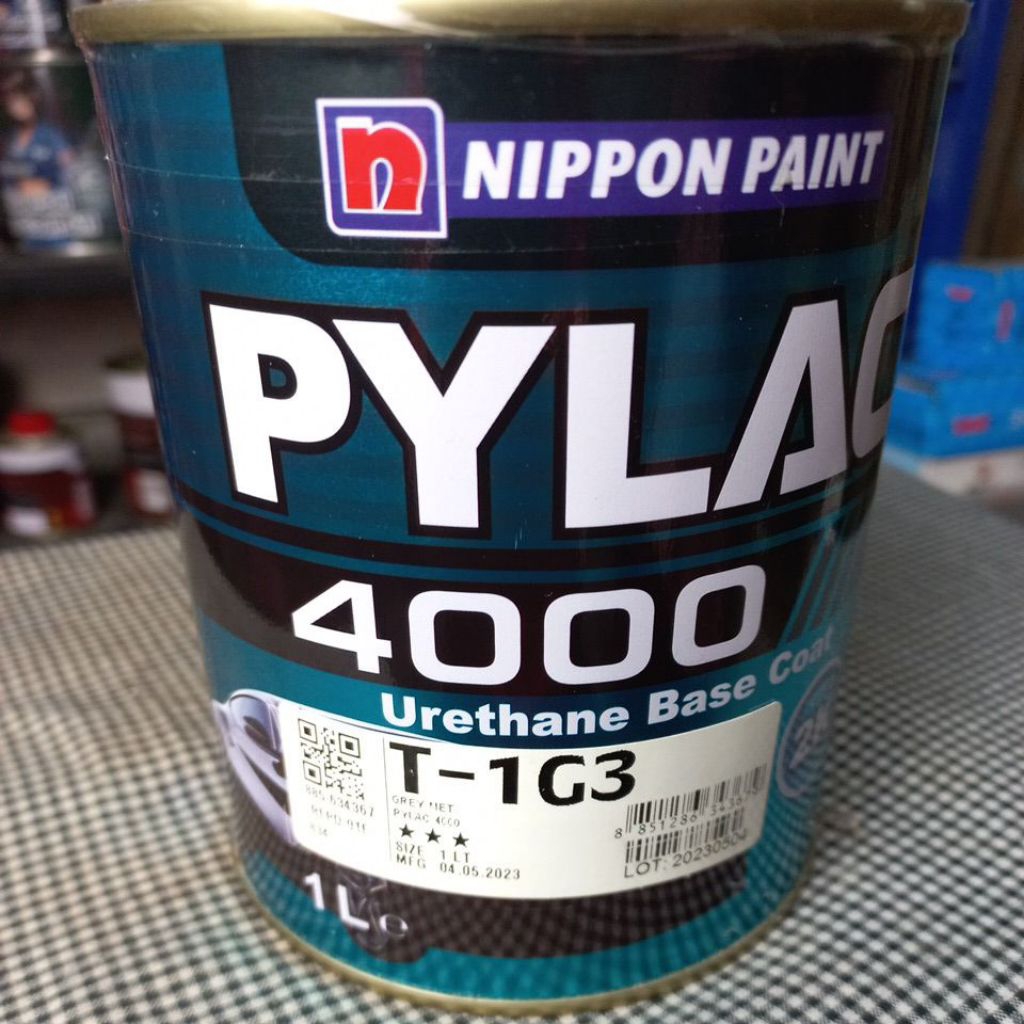 n NIPPON PAINT
PYLAC
4000
Urethane Base Coat
T-1G3
GREY MET
PYLAC 4000
★★★
SIZE 1 LT
MFG 04.05.2023
LOT: 20230504
1L